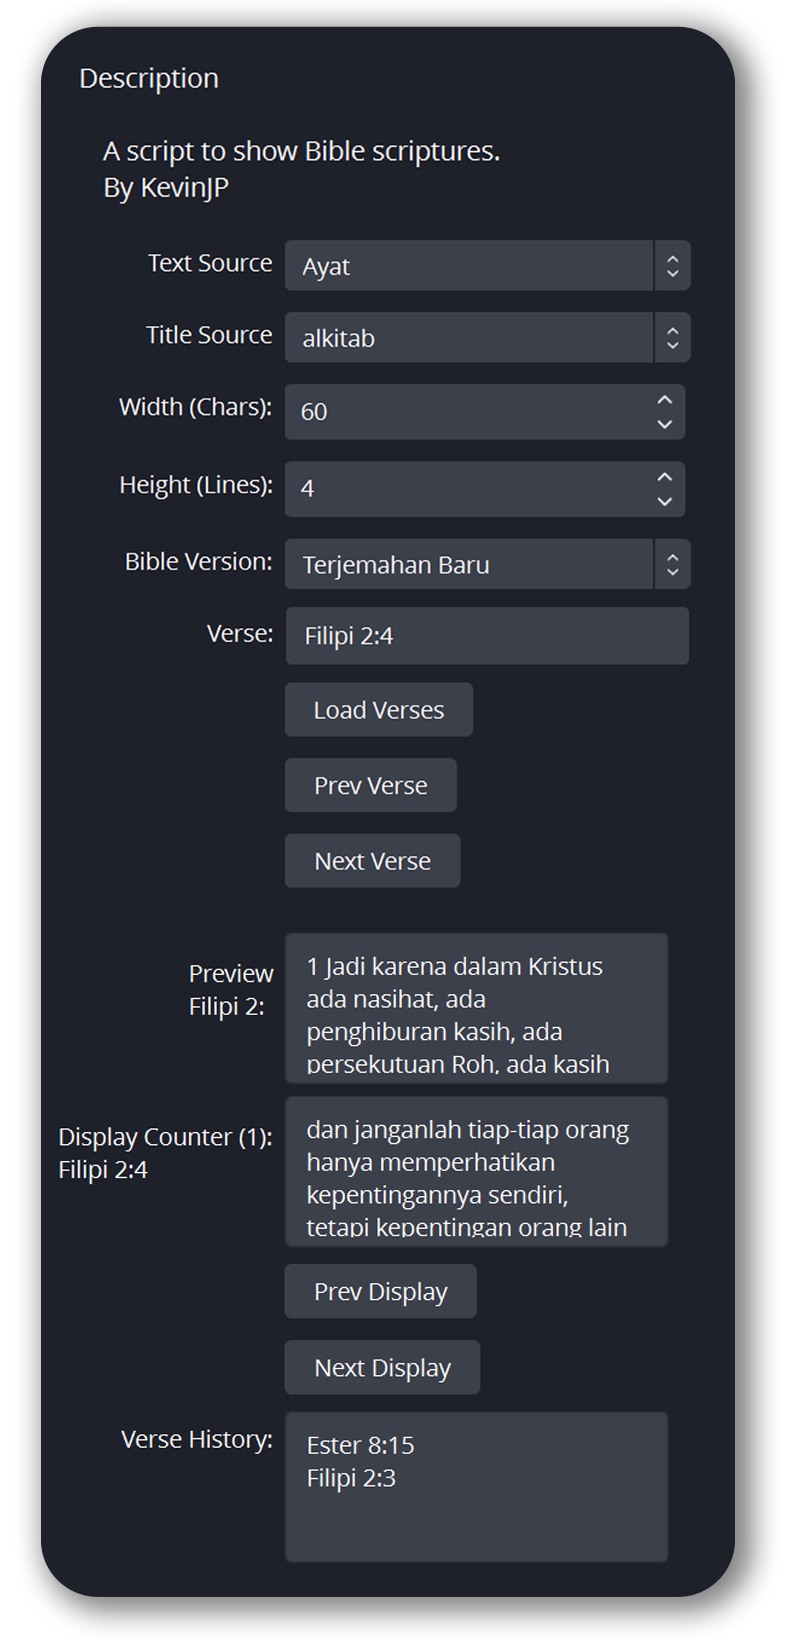 Description
A script to show Bible scriptures.
By KevinJP
Text Source
Ayat
Title Source
alkitab
Width (Chars):
60
Height (Lines):
4
Bible Version:
Terjemahan Baru
Verse:
Filipi 2:4
Load Verses
Prev Verse
Next Verse
Preview
Filipi 2:
1 Jadi karena dalam Kristus
ada nasihat, ada
penghiburan kasih, ada
persekutuan Roh, ada kasih
Display Counter (1):
Filipi 2:4
dan janganlah tiap-tiap orang
hanya memperhatikan
kepentingannya sendiri,
tetapi kepentingan orang lain
Prev Display
Next Display
Verse History:
Ester 8:15
Filipi 2:3